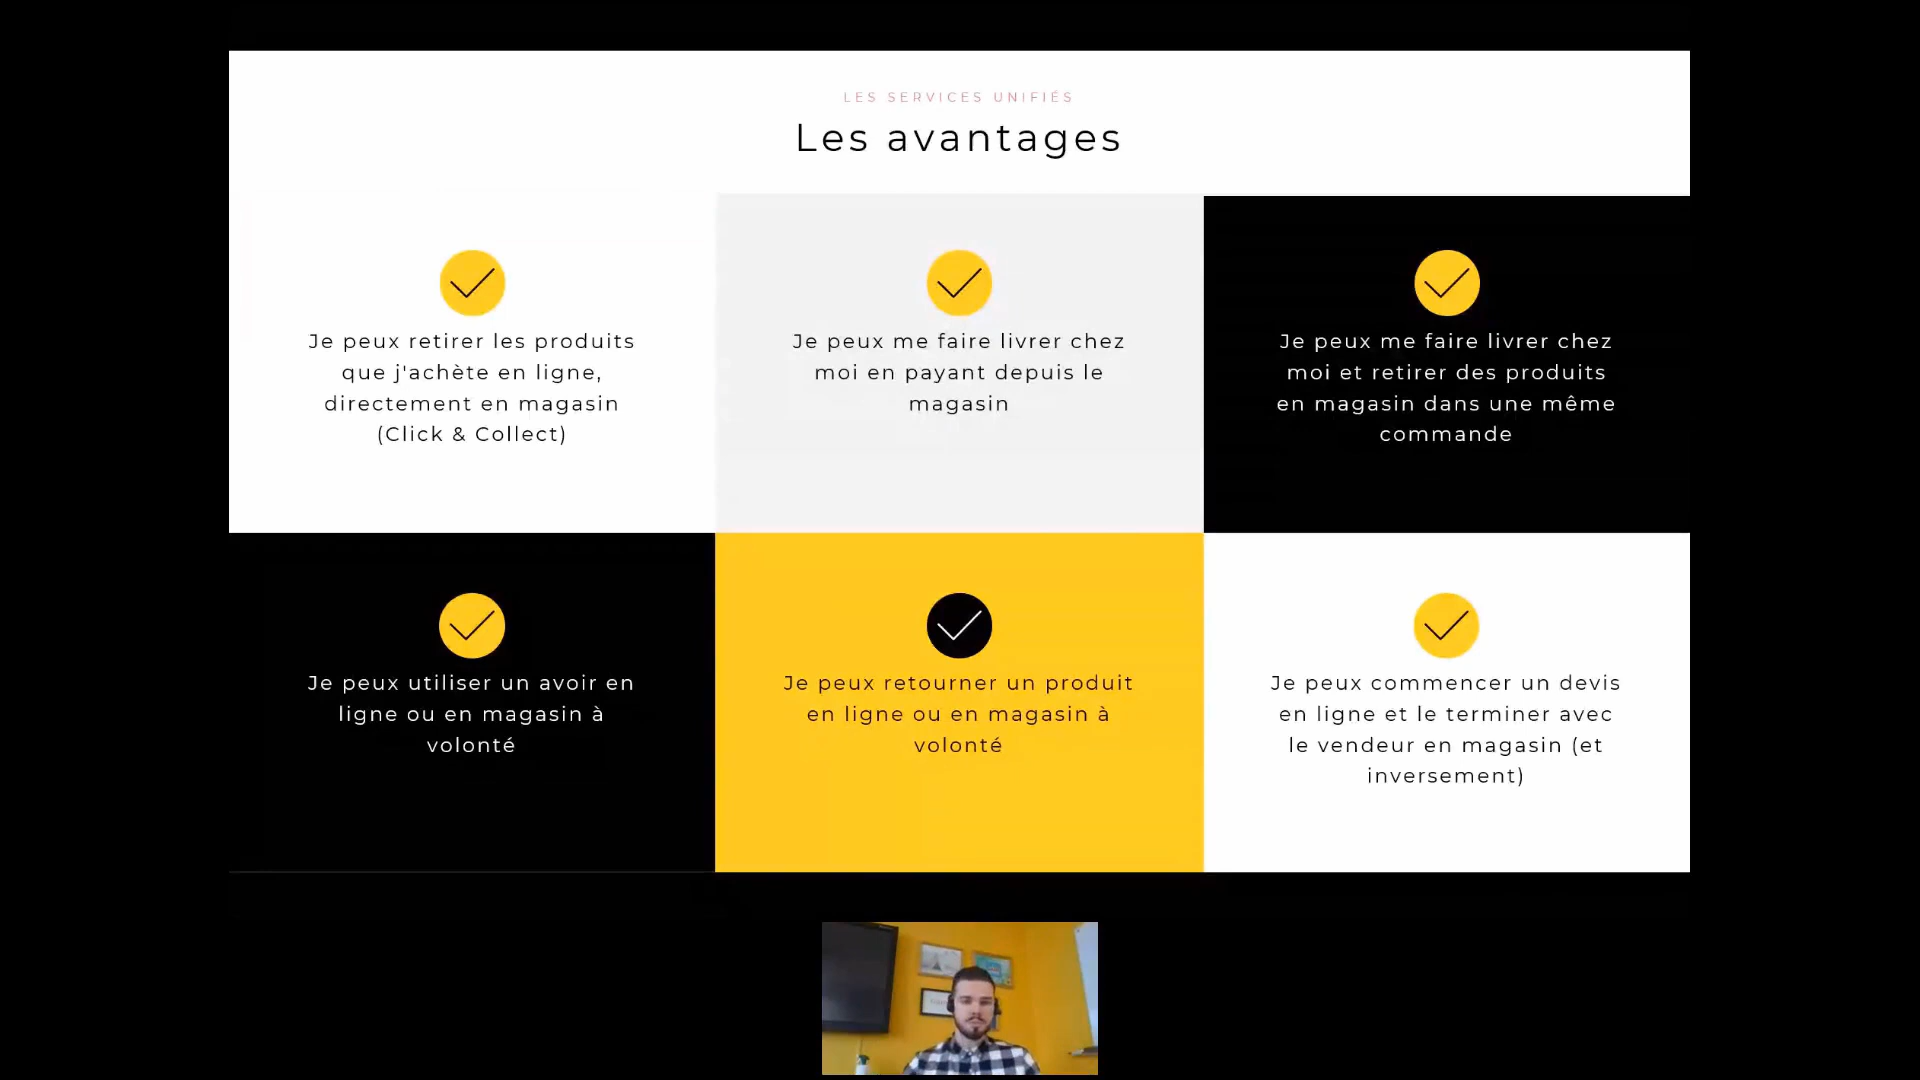 LES SERVICES UNIFIÉS
Les avantages
Je peux retirer les produits
que j'achète en ligne,
directement en magasin
(Click & Collect)
Je peux me faire livrer chez
moi en payant depuis le
magasin
Je peux me faire livrer chez
moi et retirer des produits
en magasin dans une même
commande
Je peux utiliser un avoir en
ligne ou en magasin à
volonté
Je peux retourner un produit
en ligne ou en magasin à
volonté
Je peux commencer un devis
en ligne et le terminer avec
le vendeur en magasin (et
inversement)